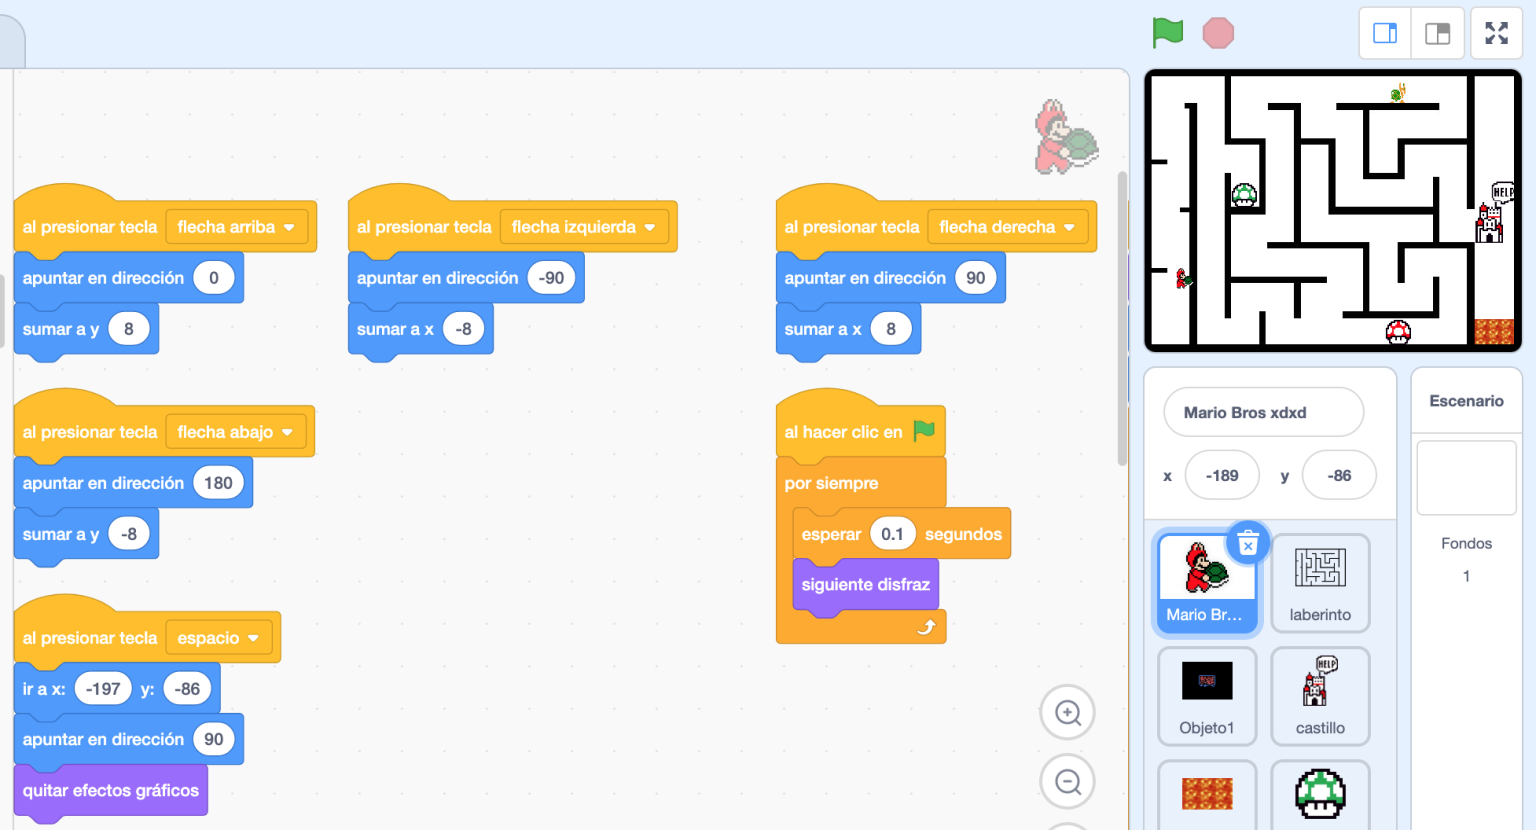 al presionar tecla flecha arriba
apuntar en dirección 0
sumar a y 8
al presionar tecla flecha izquierda
apuntar en dirección -90
sumar a x -8
al presionar tecla flecha derecha
apuntar en dirección 90
sumar a x 8
al presionar tecla flecha abajo
apuntar en dirección 180
sumar a y -8
al hacer clic en
por siempre
esperar 0.1 segundos
siguiente disfraz
al presionar tecla espacio
ir a x: -197 y: -86
apuntar en dirección 90
quitar efectos gráficos
HELP
Mario Bros xdxd
x -189 y -86
Mario Br...
laberinto
Objeto1
HELP
castillo
Escenario
Fondos
1